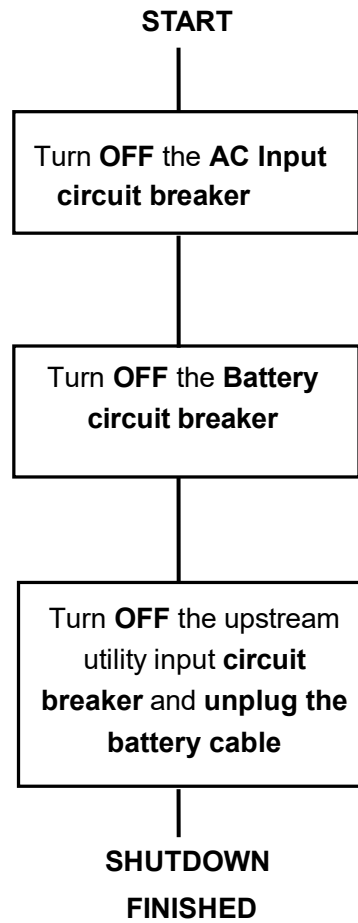 START
Turn OFF the AC Input
circuit breaker
Turn OFF the Battery
circuit breaker
Turn OFF the upstream
utility input circuit
breaker and unplug the
battery cable
SHUTDOWN
FINISHED